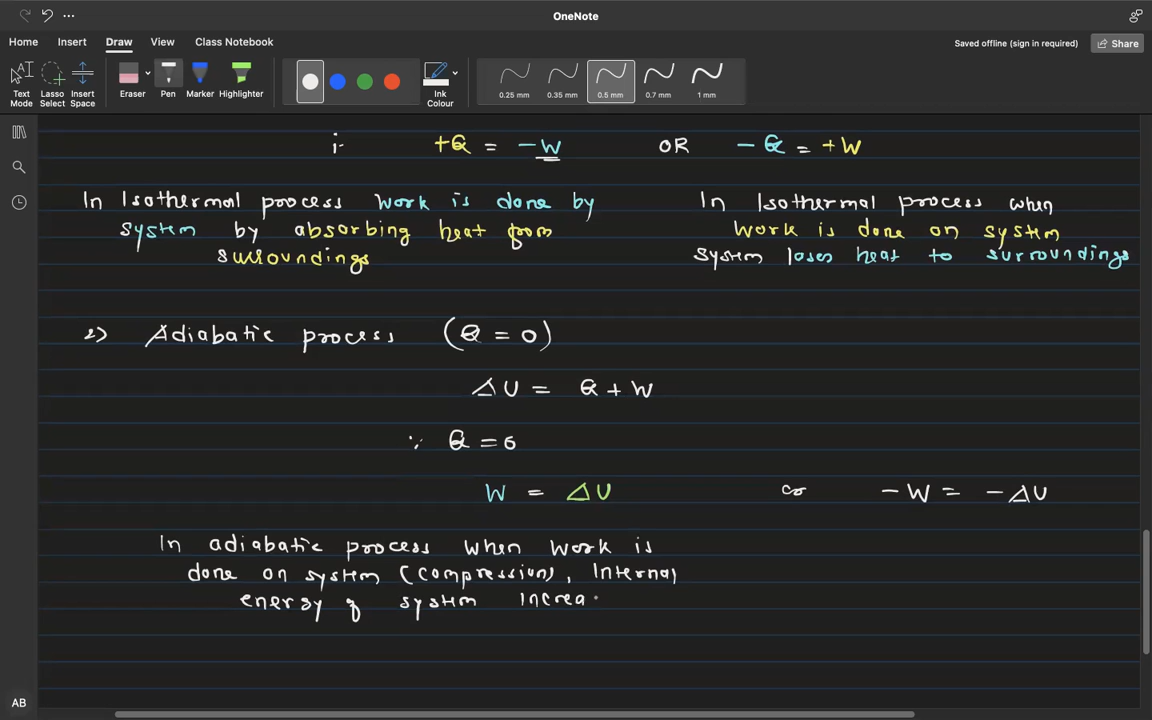 OneNote
Home Insert Draw View Class Notebook
Saved offline (sign in required)
Share
Text Mode
Lasso Select
Insert Space
Eraser
Pen
Marker
Highlighter
Ink Colour
0.25 mm
0.35 mm
0.5 mm
0.7 mm
1 mm
+Q = -W OR -Q = +W
In Isothermal process work is done by
system by absorbing heat from
surroundings
In Isothermal process when
work is done on system
system loses heat to surroundings
2) Adiabatic process (Q = 0)
ΔU = Q + W
∵ Q = 0
W = ΔU or -W = -ΔU
In adiabatic process when work is
done on system (compression), Internal
energy of system increa
AB